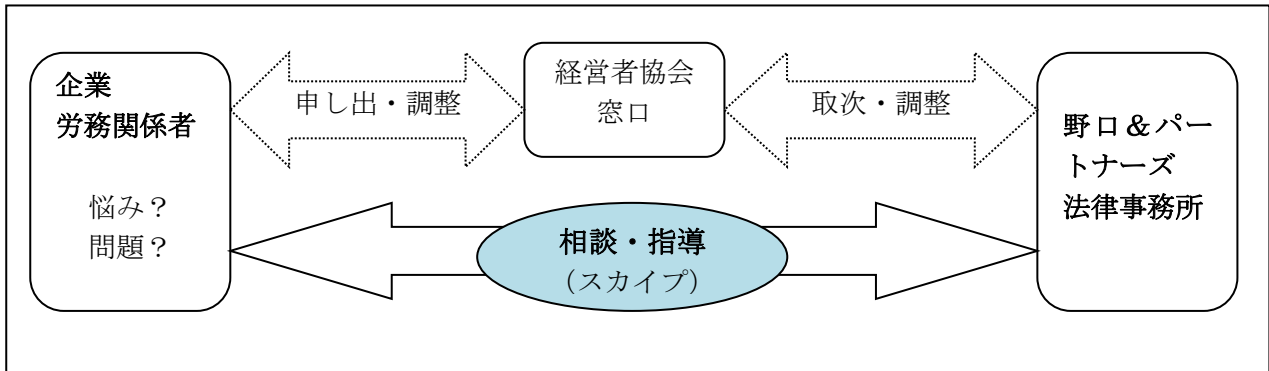 企業
労務関係者
悩み？
問題？
申し出・調整
経営者協会
窓口
取次・調整
野口＆パー
トナーズ
法律事務所
相談・指導
（スカイプ）